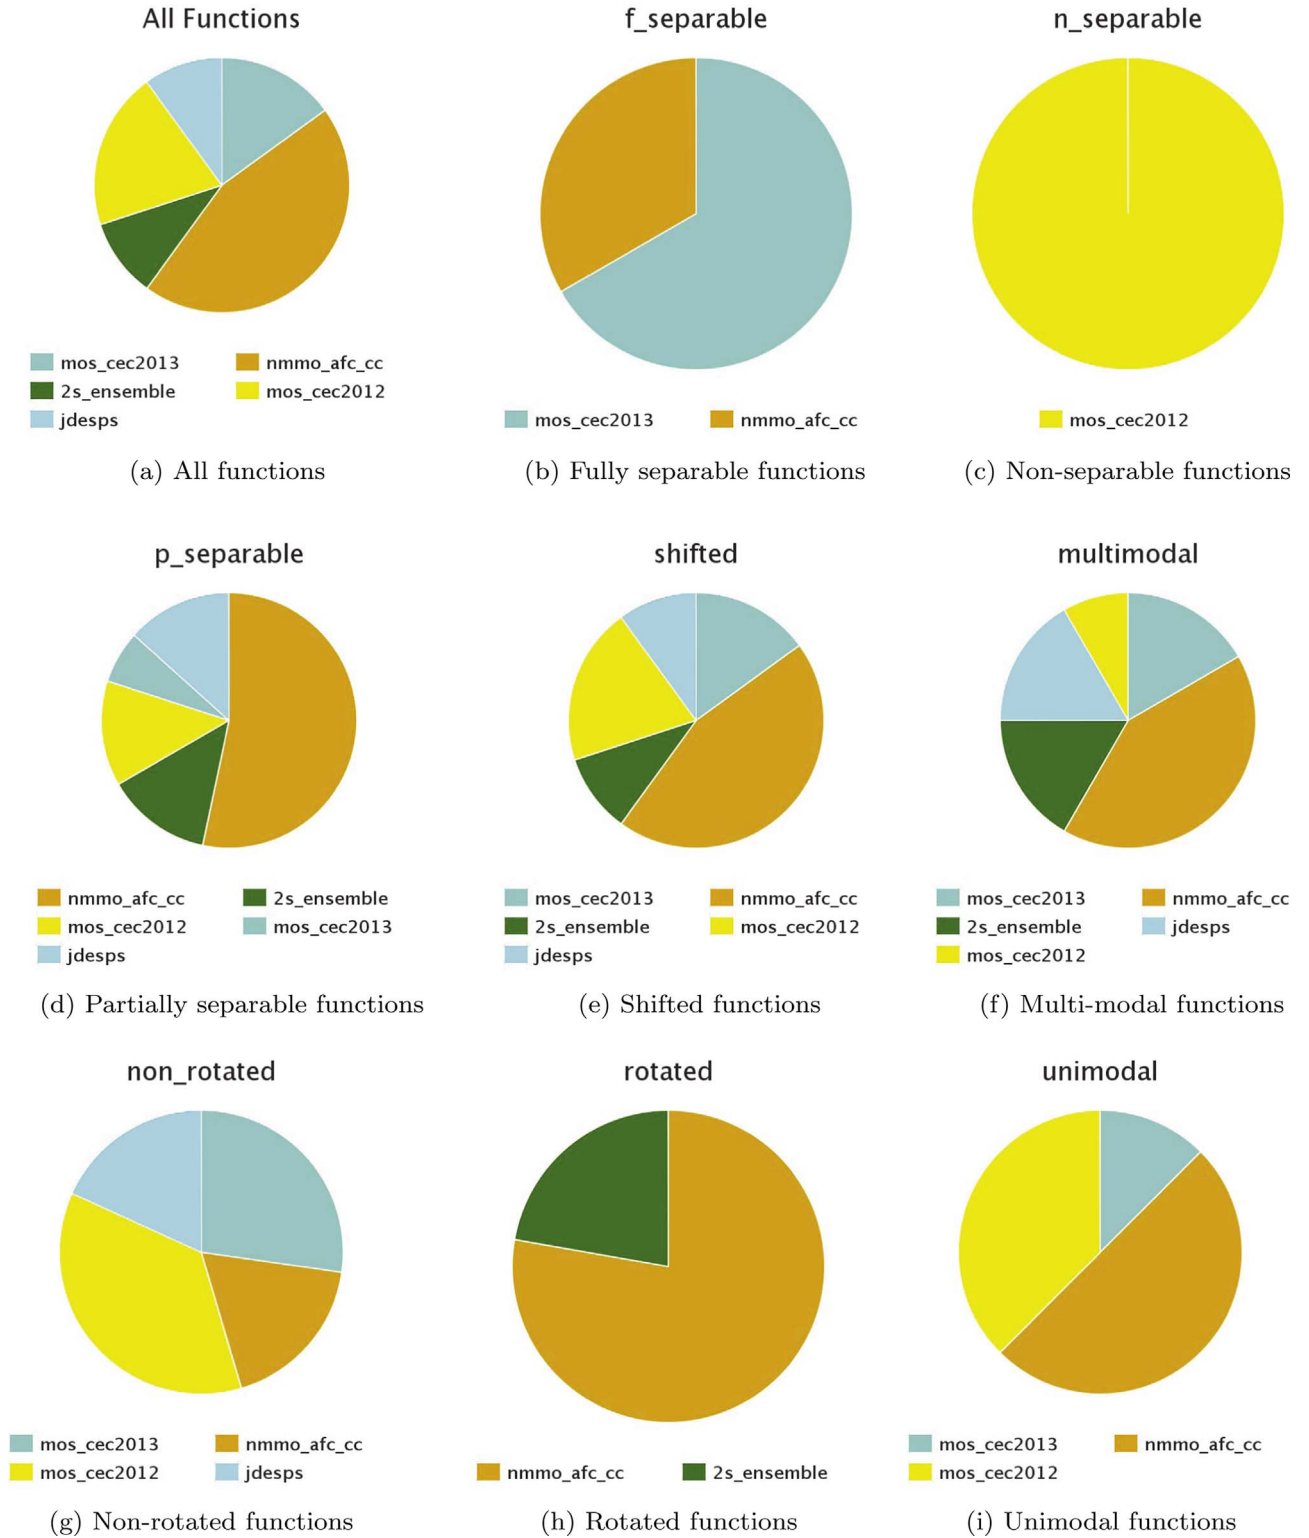 All Functions
f_separable
n_separable
mos_cec2013
nmmo_afc_cc
2s_ensemble
mos_cec2012
jdesps
mos_cec2013
nmmo_afc_cc
mos_cec2012
(a) All functions
(b) Fully separable functions
(c) Non-separable functions
p_separable
shifted
multimodal
nmmo_afc_cc
2s_ensemble
mos_cec2012
mos_cec2013
jdesps
mos_cec2013
nmmo_afc_cc
2s_ensemble
mos_cec2012
jdesps
mos_cec2013
nmmo_afc_cc
2s_ensemble
jdesps
mos_cec2012
(d) Partially separable functions
(e) Shifted functions
(f) Multi-modal functions
non_rotated
rotated
unimodal
mos_cec2013
nmmo_afc_cc
mos_cec2012
jdesps
nmmo_afc_cc
2s_ensemble
mos_cec2013
nmmo_afc_cc
mos_cec2012
(g) Non-rotated functions
(h) Rotated functions
(i) Unimodal functions